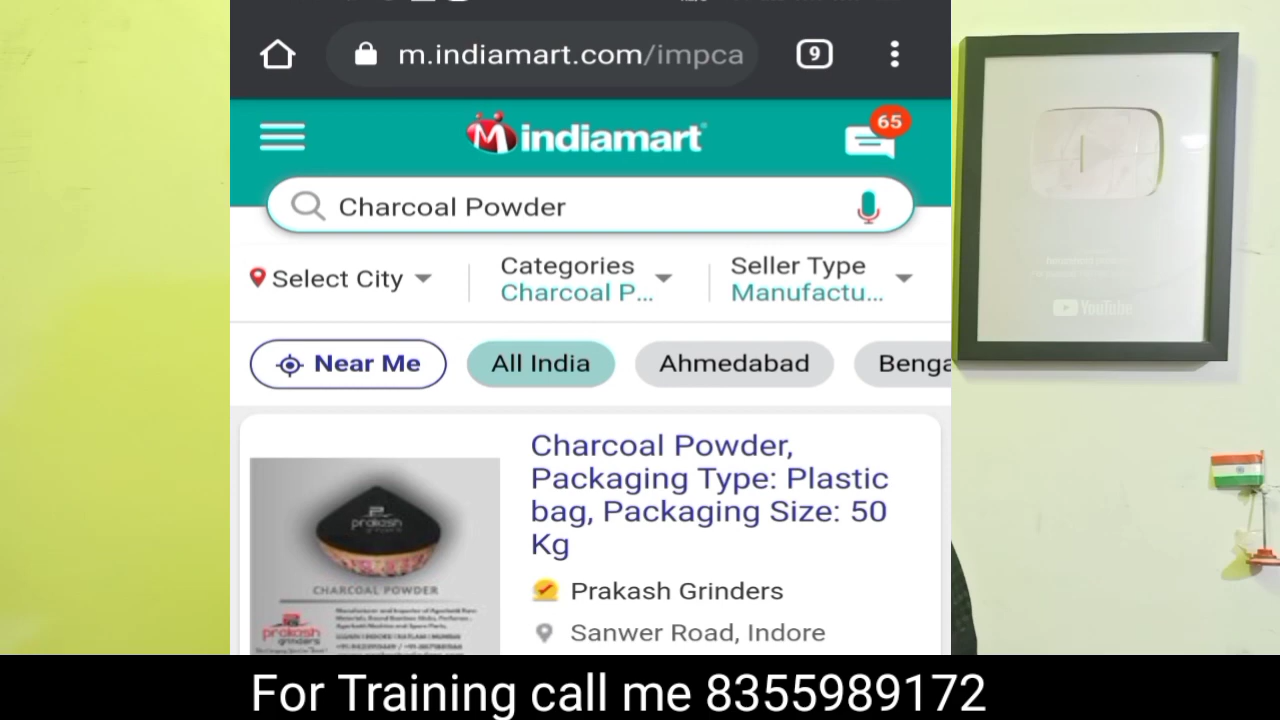 m.indiamart.com/impca
9
indiamart
65
Charcoal Powder
Select City
Categories
Charcoal P...
Seller Type
Manufactu...
Near Me
All India
Ahmedabad
Benga
Charcoal Powder,
Packaging Type: Plastic
bag, Packaging Size: 50
Kg
Prakash Grinders
Sanwer Road, Indore
prakash
CHARCOAL POWDER
prakash
grinders
YouTube
For Training call me 8355989172